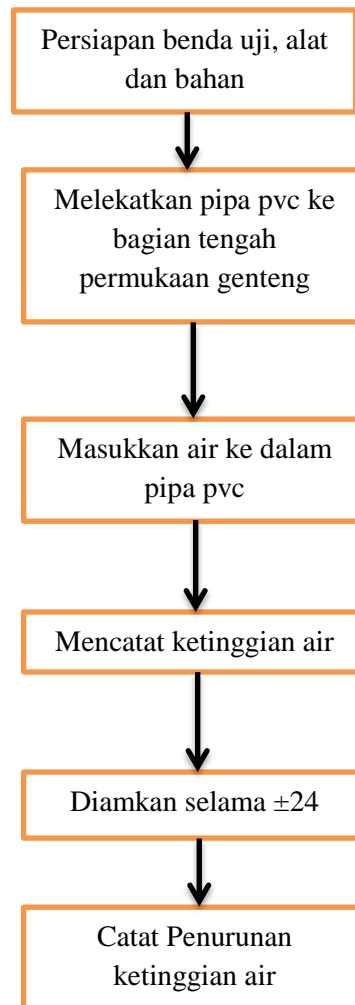 Persiapan benda uji, alat
dan bahan
Melekatkan pipa pvc ke
bagian tengah
permukaan genteng
Masukkan air ke dalam
pipa pvc
Mencatat ketinggian air
Diamkan selama ±24
Catat Penurunan
ketinggian air